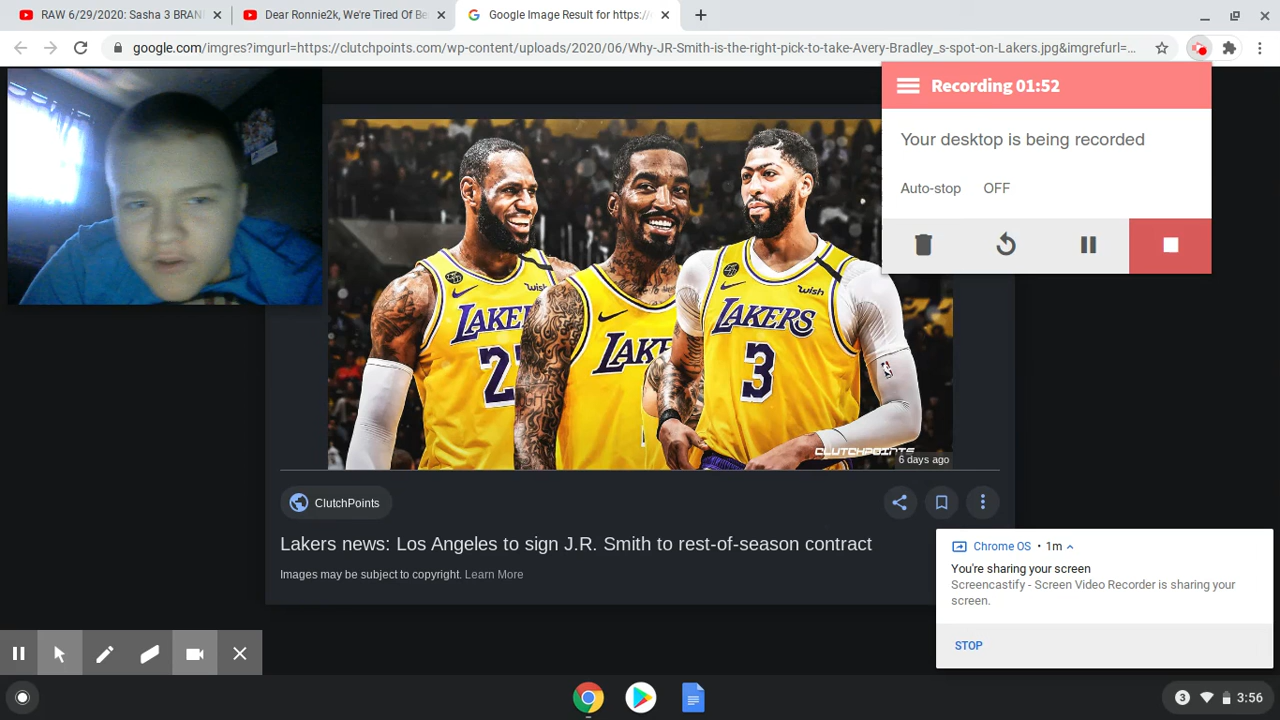 RAW 6/29/2020: Sasha 3 BRAN
Dear Ronnie2k, We're Tired Of Be
Google Image Result for https://
google.com/imgres?imgurl=https://clutchpoints.com/wp-content/uploads/2020/06/Why-JR-Smith-is-the-right-pick-to-take-Avery-Bradley_s-spot-on-Lakers.jpg&imgrefurl=...
Recording 01:52
Your desktop is being recorded
Auto-stop OFF
wish
wish
LAKERS
LAKE
LAKERS
2
3
CLUTCHPOINTS
6 days ago
ClutchPoints
Lakers news: Los Angeles to sign J.R. Smith to rest-of-season contract
Images may be subject to copyright. Learn More
Chrome OS • 1m
You're sharing your screen
Screencastify - Screen Video Recorder is sharing your
screen.
STOP
3 3:56